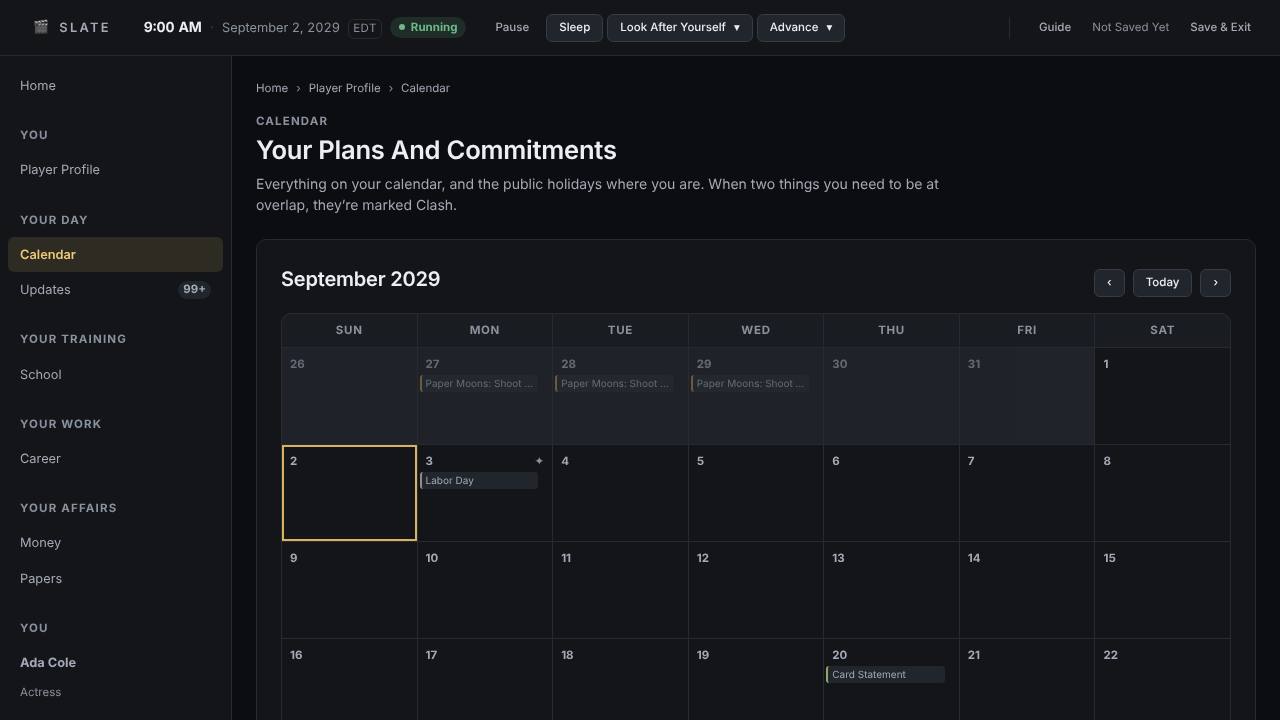 SLATE
9:00 AM · September 2, 2029 EDT Running
Pause
Sleep
Look After Yourself ▾
Advance ▾
Guide
Not Saved Yet
Save & Exit
Home
YOU
Player Profile
YOUR DAY
Calendar
Updates 99+
YOUR TRAINING
School
YOUR WORK
Career
YOUR AFFAIRS
Money
Papers
YOU
Ada Cole
Actress
Home › Player Profile › Calendar
CALENDAR
Your Plans And Commitments
Everything on your calendar, and the public holidays where you are. When two things you need to be at
overlap, they’re marked Clash.
September 2029
‹ Today ›
SUN MON TUE WED THU FRI SAT
26 27 28 29 30 31 1
Paper Moons: Shoot ... Paper Moons: Shoot ... Paper Moons: Shoot ...
2 3 ✦ 4 5 6 7 8
Labor Day
9 10 11 12 13 14 15
16 17 18 19 20 21 22
Card Statement